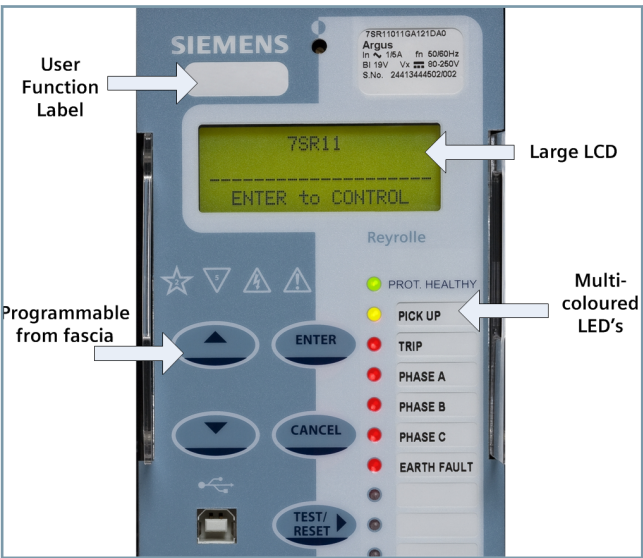 SIEMENS
7SR11011GA121DA0
Argus
In ~ 1/5A fn 50/60Hz
BI 19V Vx 80-250V
S.No. 24413444502/002
User
Function
Label
7SR11
ENTER to CONTROL
Large LCD
Reyrolle
2
5
PROT. HEALTHY
Multi-
coloured
LED's
PICK UP
Programmable
from fascia
ENTER
TRIP
PHASE A
PHASE B
CANCEL
PHASE C
EARTH FAULT
TEST/
RESET